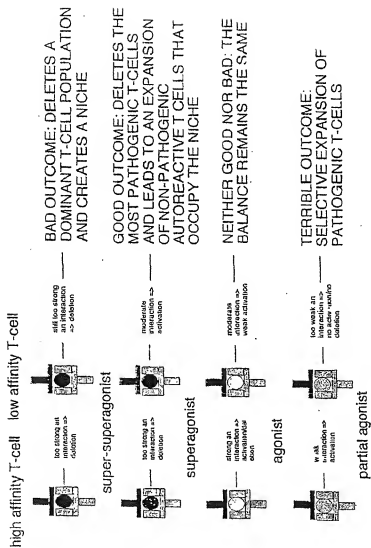 high affinity T-cell low affinity T-cell
too strong an
interaction =>
deletion
still too strong
an interaction
=> deletion
BAD OUTCOME: DELETES A
DOMINANT T-CELL POPULATION
AND CREATES A NICHE
super-superagonist
too strong an
interaction =>
deletion
moderate
interaction =>
activation
GOOD OUTCOME: DELETES THE
MOST PATHOGENIC T-CELLS
AND LEADS TO AN EXPANSION
OF NON-PATHOGENIC
AUTOREACTIVE T CELLS THAT
OCCUPY THE NICHE
superagonist
strong an
interaction =>
moderate
interaction =>
weak activation
NEITHER GOOD NOR BAD: THE
BALANCE REMAINS THE SAME
agonist
interaction =>
activation
too weak an
interaction =>
TERRIBLE OUTCOME:
SELECTIVE EXPANSION OF
PATHOGENIC T-CELLS
partial agonist